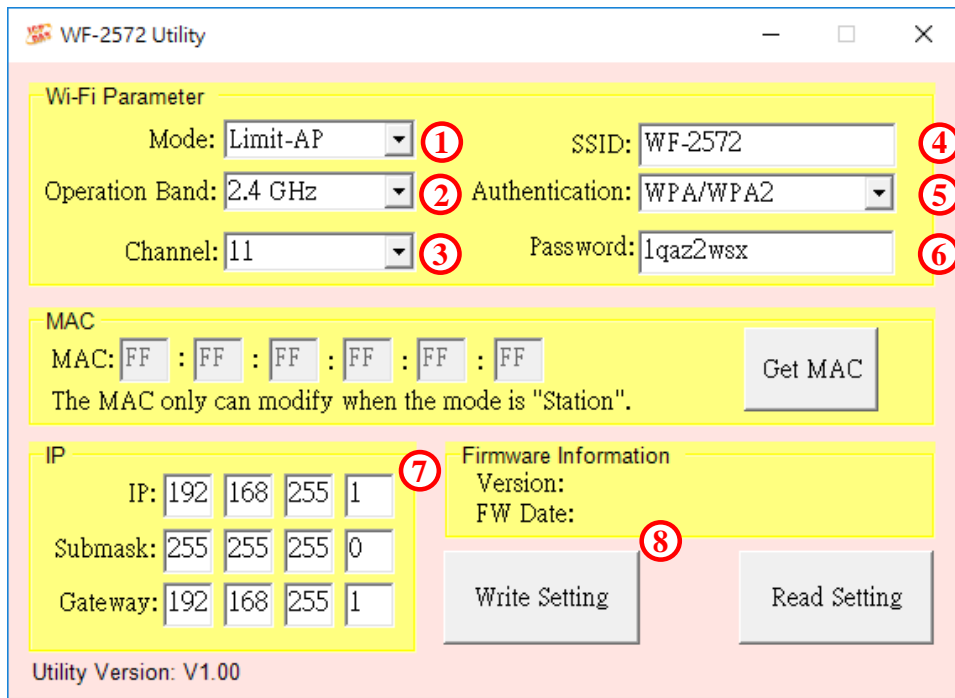 WF-2572 Utility
Wi-Fi Parameter
Mode: Limit-AP ①
SSID: WF-2572 ④
Operation Band: 2.4 GHz ②
Authentication: WPA/WPA2 ⑤
Channel: 11 ③
Password: 1qaz2wsx ⑥
MAC
MAC: FF : FF : FF : FF : FF : FF
Get MAC
The MAC only can modify when the mode is "Station".
IP ⑦
IP: 192 168 255 1
Submask: 255 255 255 0
Gateway: 192 168 255 1
Firmware Information
Version:
FW Date:
⑧
Write Setting
Read Setting
Utility Version: V1.00